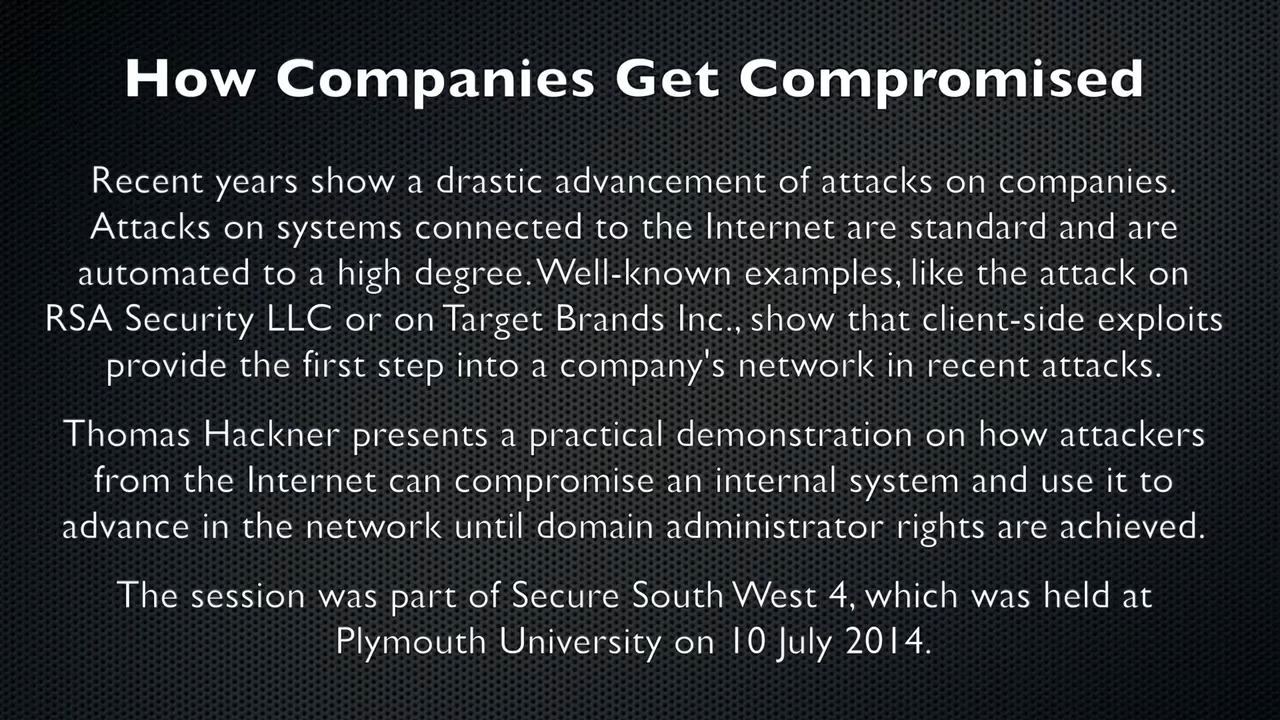 How Companies Get Compromised
Recent years show a drastic advancement of attacks on companies.
Attacks on systems connected to the Internet are standard and are
automated to a high degree. Well-known examples, like the attack on
RSA Security LLC or on Target Brands Inc., show that client-side exploits
provide the first step into a company's network in recent attacks.
Thomas Hackner presents a practical demonstration on how attackers
from the Internet can compromise an internal system and use it to
advance in the network until domain administrator rights are achieved.
The session was part of Secure South West 4, which was held at
Plymouth University on 10 July 2014.